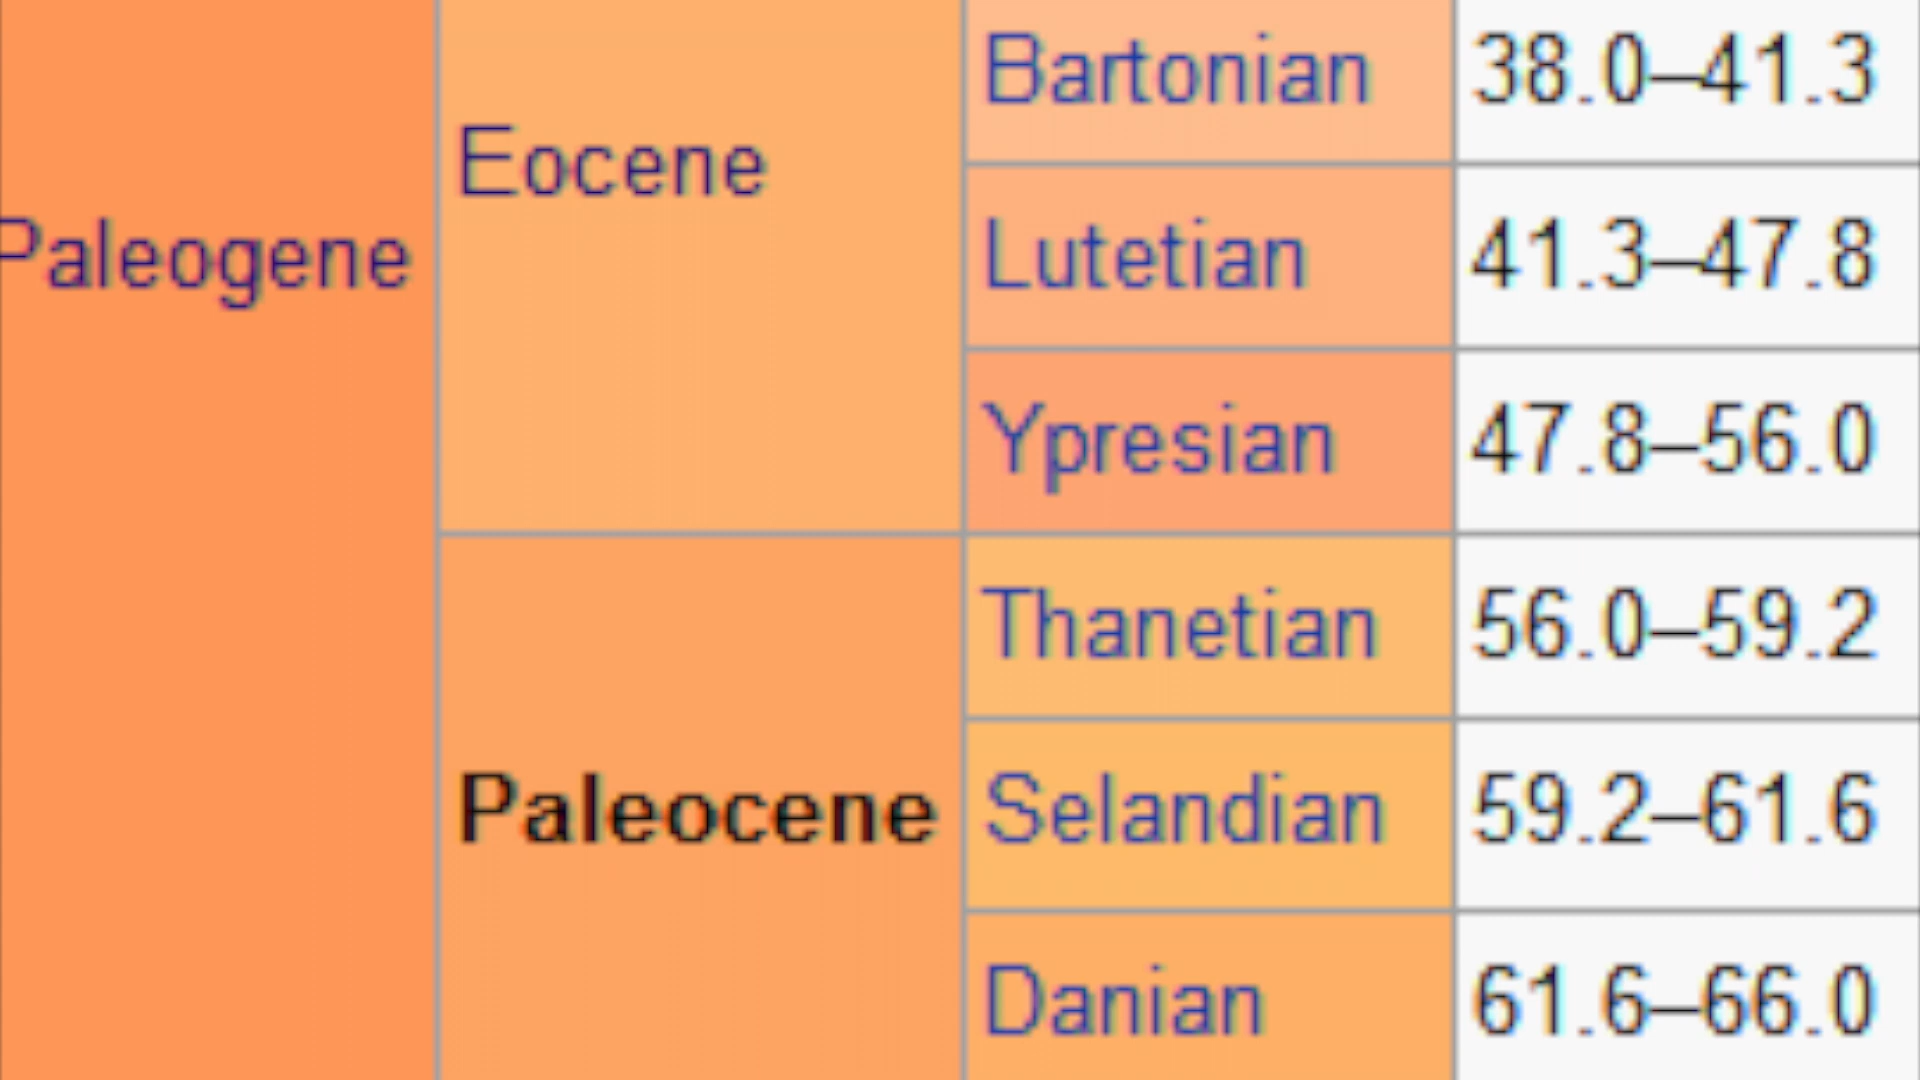 Paleogene
Eocene
Bartonian 38.0–41.3
Lutetian 41.3–47.8
Ypresian 47.8–56.0
Paleocene
Thanetian 56.0–59.2
Selandian 59.2–61.6
Danian 61.6–66.0